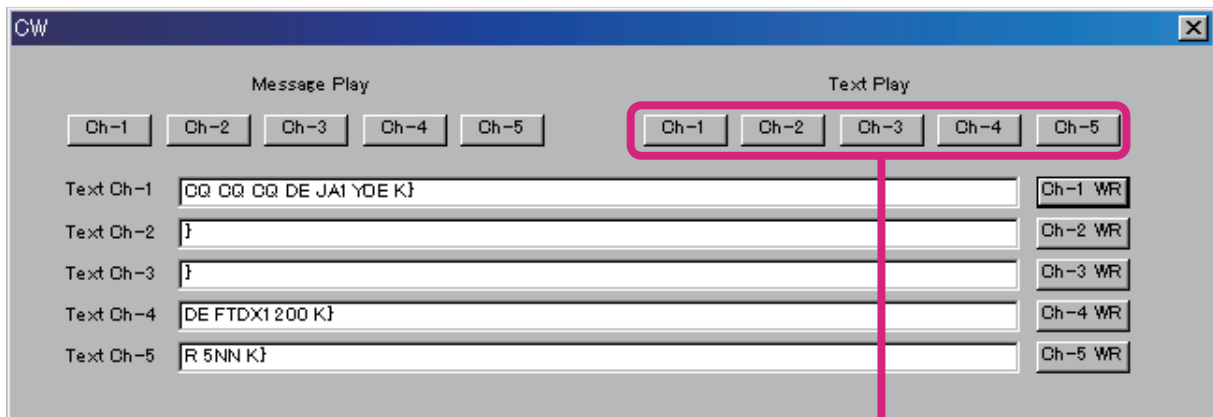 CW
Message Play Text Play
Ch-1 Ch-2 Ch-3 Ch-4 Ch-5 Ch-1 Ch-2 Ch-3 Ch-4 Ch-5
Text Ch-1 CQ CQ CQ DE JA1 YOE K} Ch-1 WR
Text Ch-2 } Ch-2 WR
Text Ch-3 } Ch-3 WR
Text Ch-4 DE FTDX1200 K} Ch-4 WR
Text Ch-5 R 5NN K} Ch-5 WR